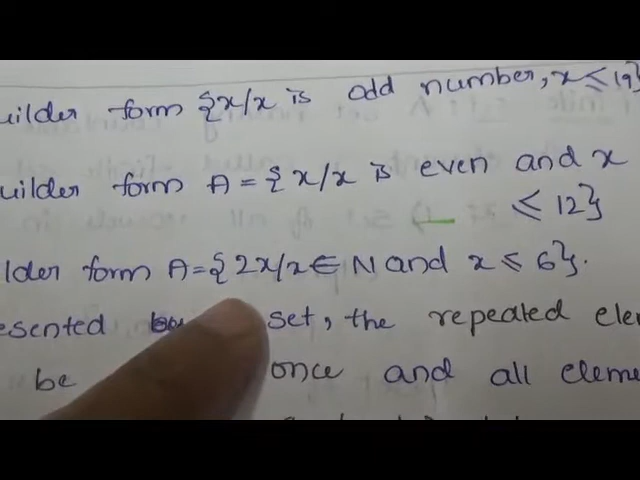 uilder form {x/x is odd number, x ≤ 19}
uilder form A = {x/x is even and x
≤ 12}
lder form A = {2x/x ∈ N and x ≤ 6}.
esented set, the repeated ele
be once and all eleme